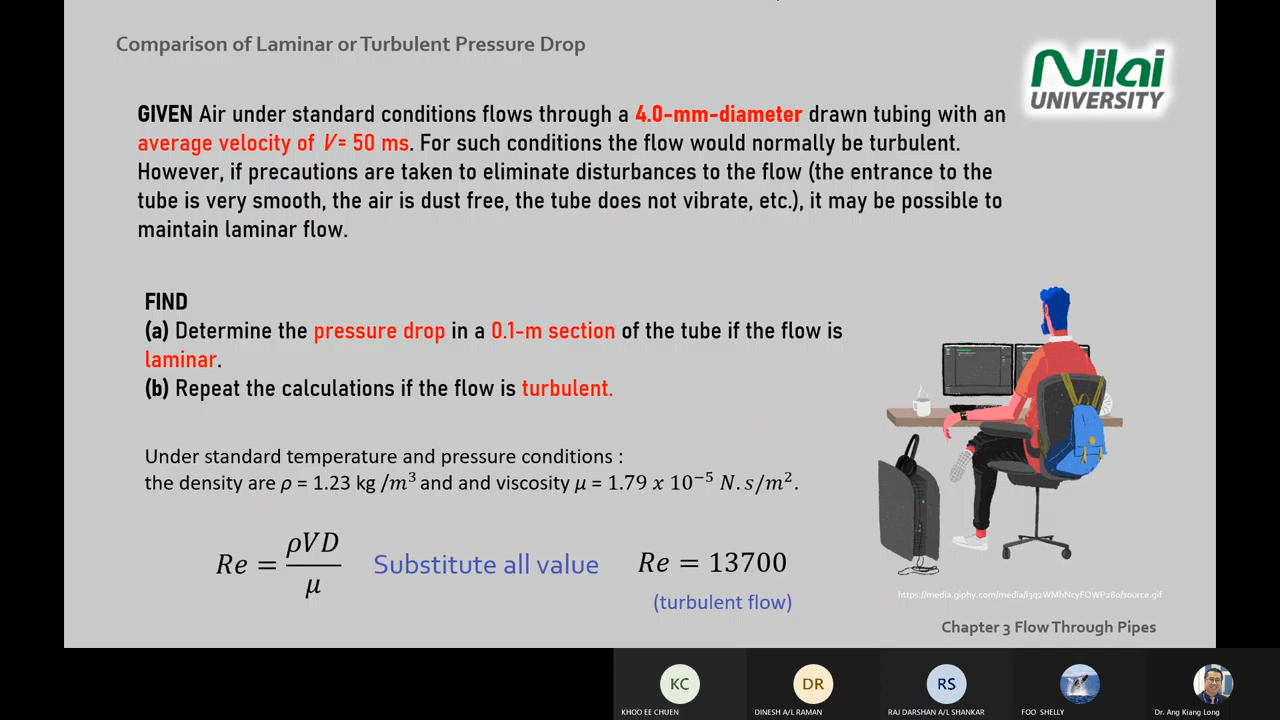 Comparison of Laminar or Turbulent Pressure Drop
Nilai
UNIVERSITY
GIVEN Air under standard conditions flows through a 4.0-mm-diameter drawn tubing with an
average velocity of V= 50 ms. For such conditions the flow would normally be turbulent.
However, if precautions are taken to eliminate disturbances to the flow (the entrance to the
tube is very smooth, the air is dust free, the tube does not vibrate, etc.), it may be possible to
maintain laminar flow.
FIND
(a) Determine the pressure drop in a 0.1-m section of the tube if the flow is
laminar.
(b) Repeat the calculations if the flow is turbulent.
Under standard temperature and pressure conditions :
the density are ρ = 1.23 kg /m³ and and viscosity μ = 1.79 x 10⁻⁵ N.s/m².
Re = ρVD / μ Substitute all value Re = 13700
(turbulent flow)
https://media.giphy.com/media/l3q2WMhNcyFOWP28o/source.gif
Chapter 3 Flow Through Pipes
KC DR RS
KHOO EE CHUEN DINESH A/L RAMAN RAJ DARSHAN A/L SHANKAR FOO SHELLY Dr. Ang Kiang Long